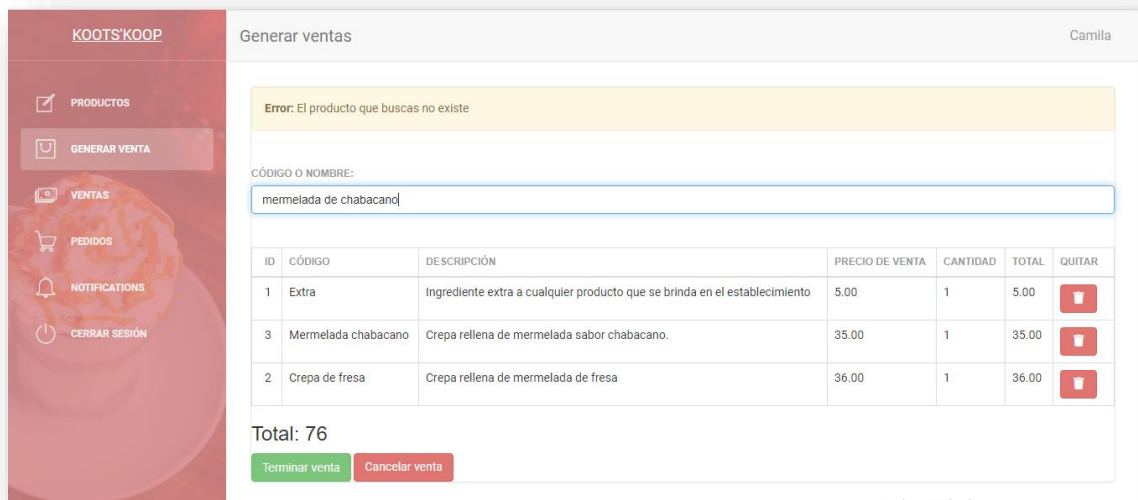 KOOTS'KOOP
Generar ventas
Camila
PRODUCTOS
GENERAR VENTA
VENTAS
PEDIDOS
NOTIFICATIONS
CERRAR SESIÓN
Error: El producto que buscas no existe
CÓDIGO O NOMBRE:
mermelada de chabacano
ID CÓDIGO DESCRIPCIÓN PRECIO DE VENTA CANTIDAD TOTAL QUITAR
1 Extra Ingrediente extra a cualquier producto que se brinda en el establecimiento 5.00 1 5.00
3 Mermelada chabacano Crepa rellena de mermelada sabor chabacano. 35.00 1 35.00
2 Crepa de fresa Crepa rellena de mermelada de fresa 36.00 1 36.00
Total: 76
Terminar venta Cancelar venta